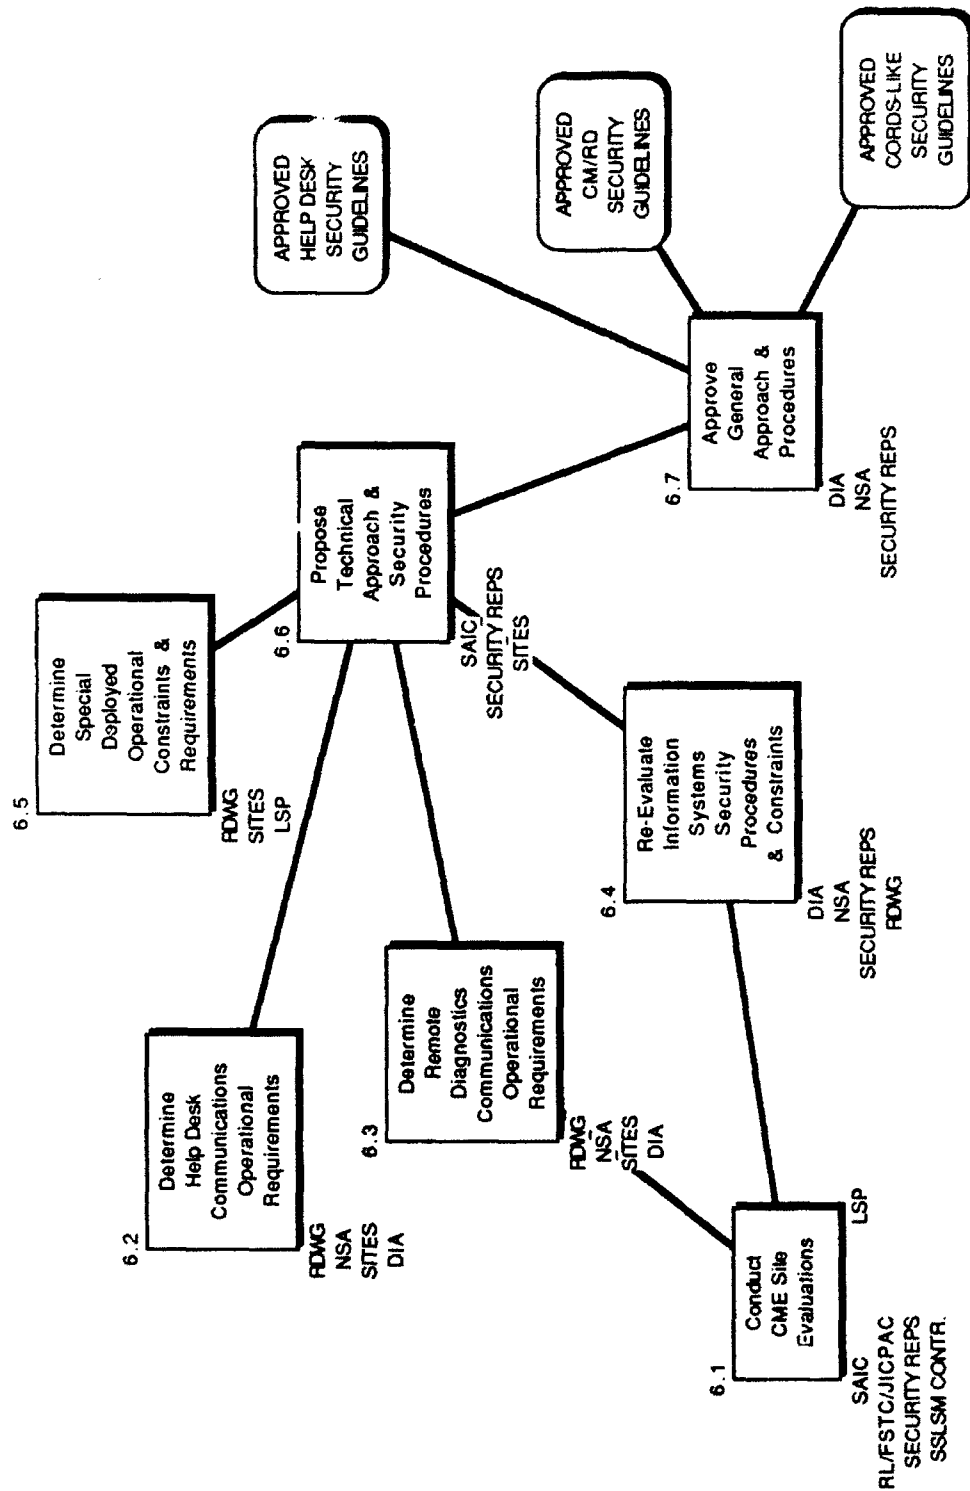 6.1
Conduct
CME Site
Evaluations
SAIC
RL/FSTC/JICPAC
SECURITY REPS
SSLSM CONTR.
LSP
6.2
Determine
Help Desk
Communications
Operational
Requirements
RDWG
NSA
SITES
DIA
6.3
Determine
Remote
Diagnostics
Communications
Operational
Requirements
RDWG
NSA
SITES
DIA
6.4
Re-Evaluate
Information
Systems
Security
Procedures
& Constraints
DIA
NSA
SECURITY REPS
RDWG
6.5
Determine
Special
Deployed
Operational
Constraints &
Requirements
RDWG
SITES
LSP
6.6
Propose
Technical
Approach &
Security
Procedures
SAIC
SECURITY REPS
SITES
6.7
Approve
General
Approach &
Procedures
DIA
NSA
SECURITY REPS
APPROVED
HELP DESK
SECURITY
GUIDELINES
APPROVED
CM/RD
SECURITY
GUIDELINES
APPROVED
CORDS-LIKE
SECURITY
GUIDELINES